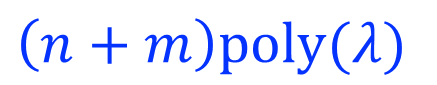 (𝑛 + 𝑚)poly(𝜆)